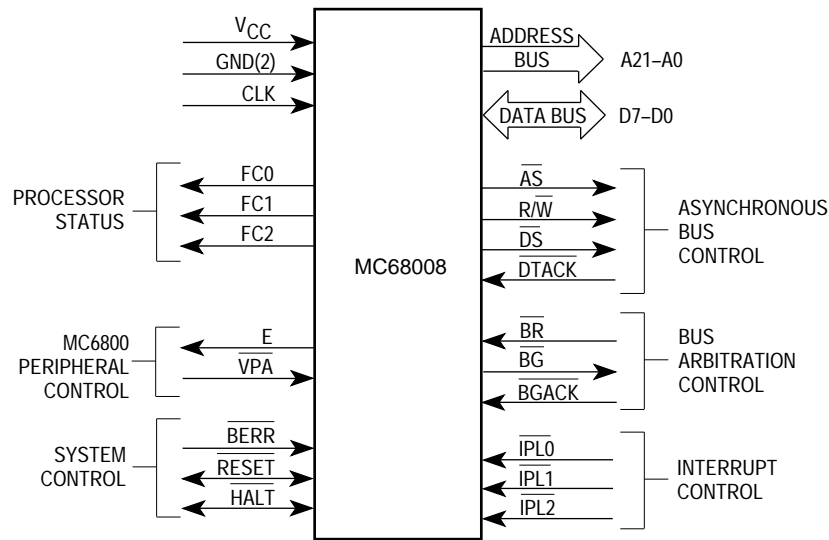 VCC
GND(2)
CLK
PROCESSOR
STATUS
FC0
FC1
FC2
MC6800
PERIPHERAL
CONTROL
E
VPA
SYSTEM
CONTROL
BERR
RESET
HALT
MC68008
ADDRESS
BUS
A21–A0
DATA BUS
D7–D0
AS
R/W
DS
DTACK
ASYNCHRONOUS
BUS
CONTROL
BR
BG
BGACK
BUS
ARBITRATION
CONTROL
IPL0
IPL1
IPL2
INTERRUPT
CONTROL